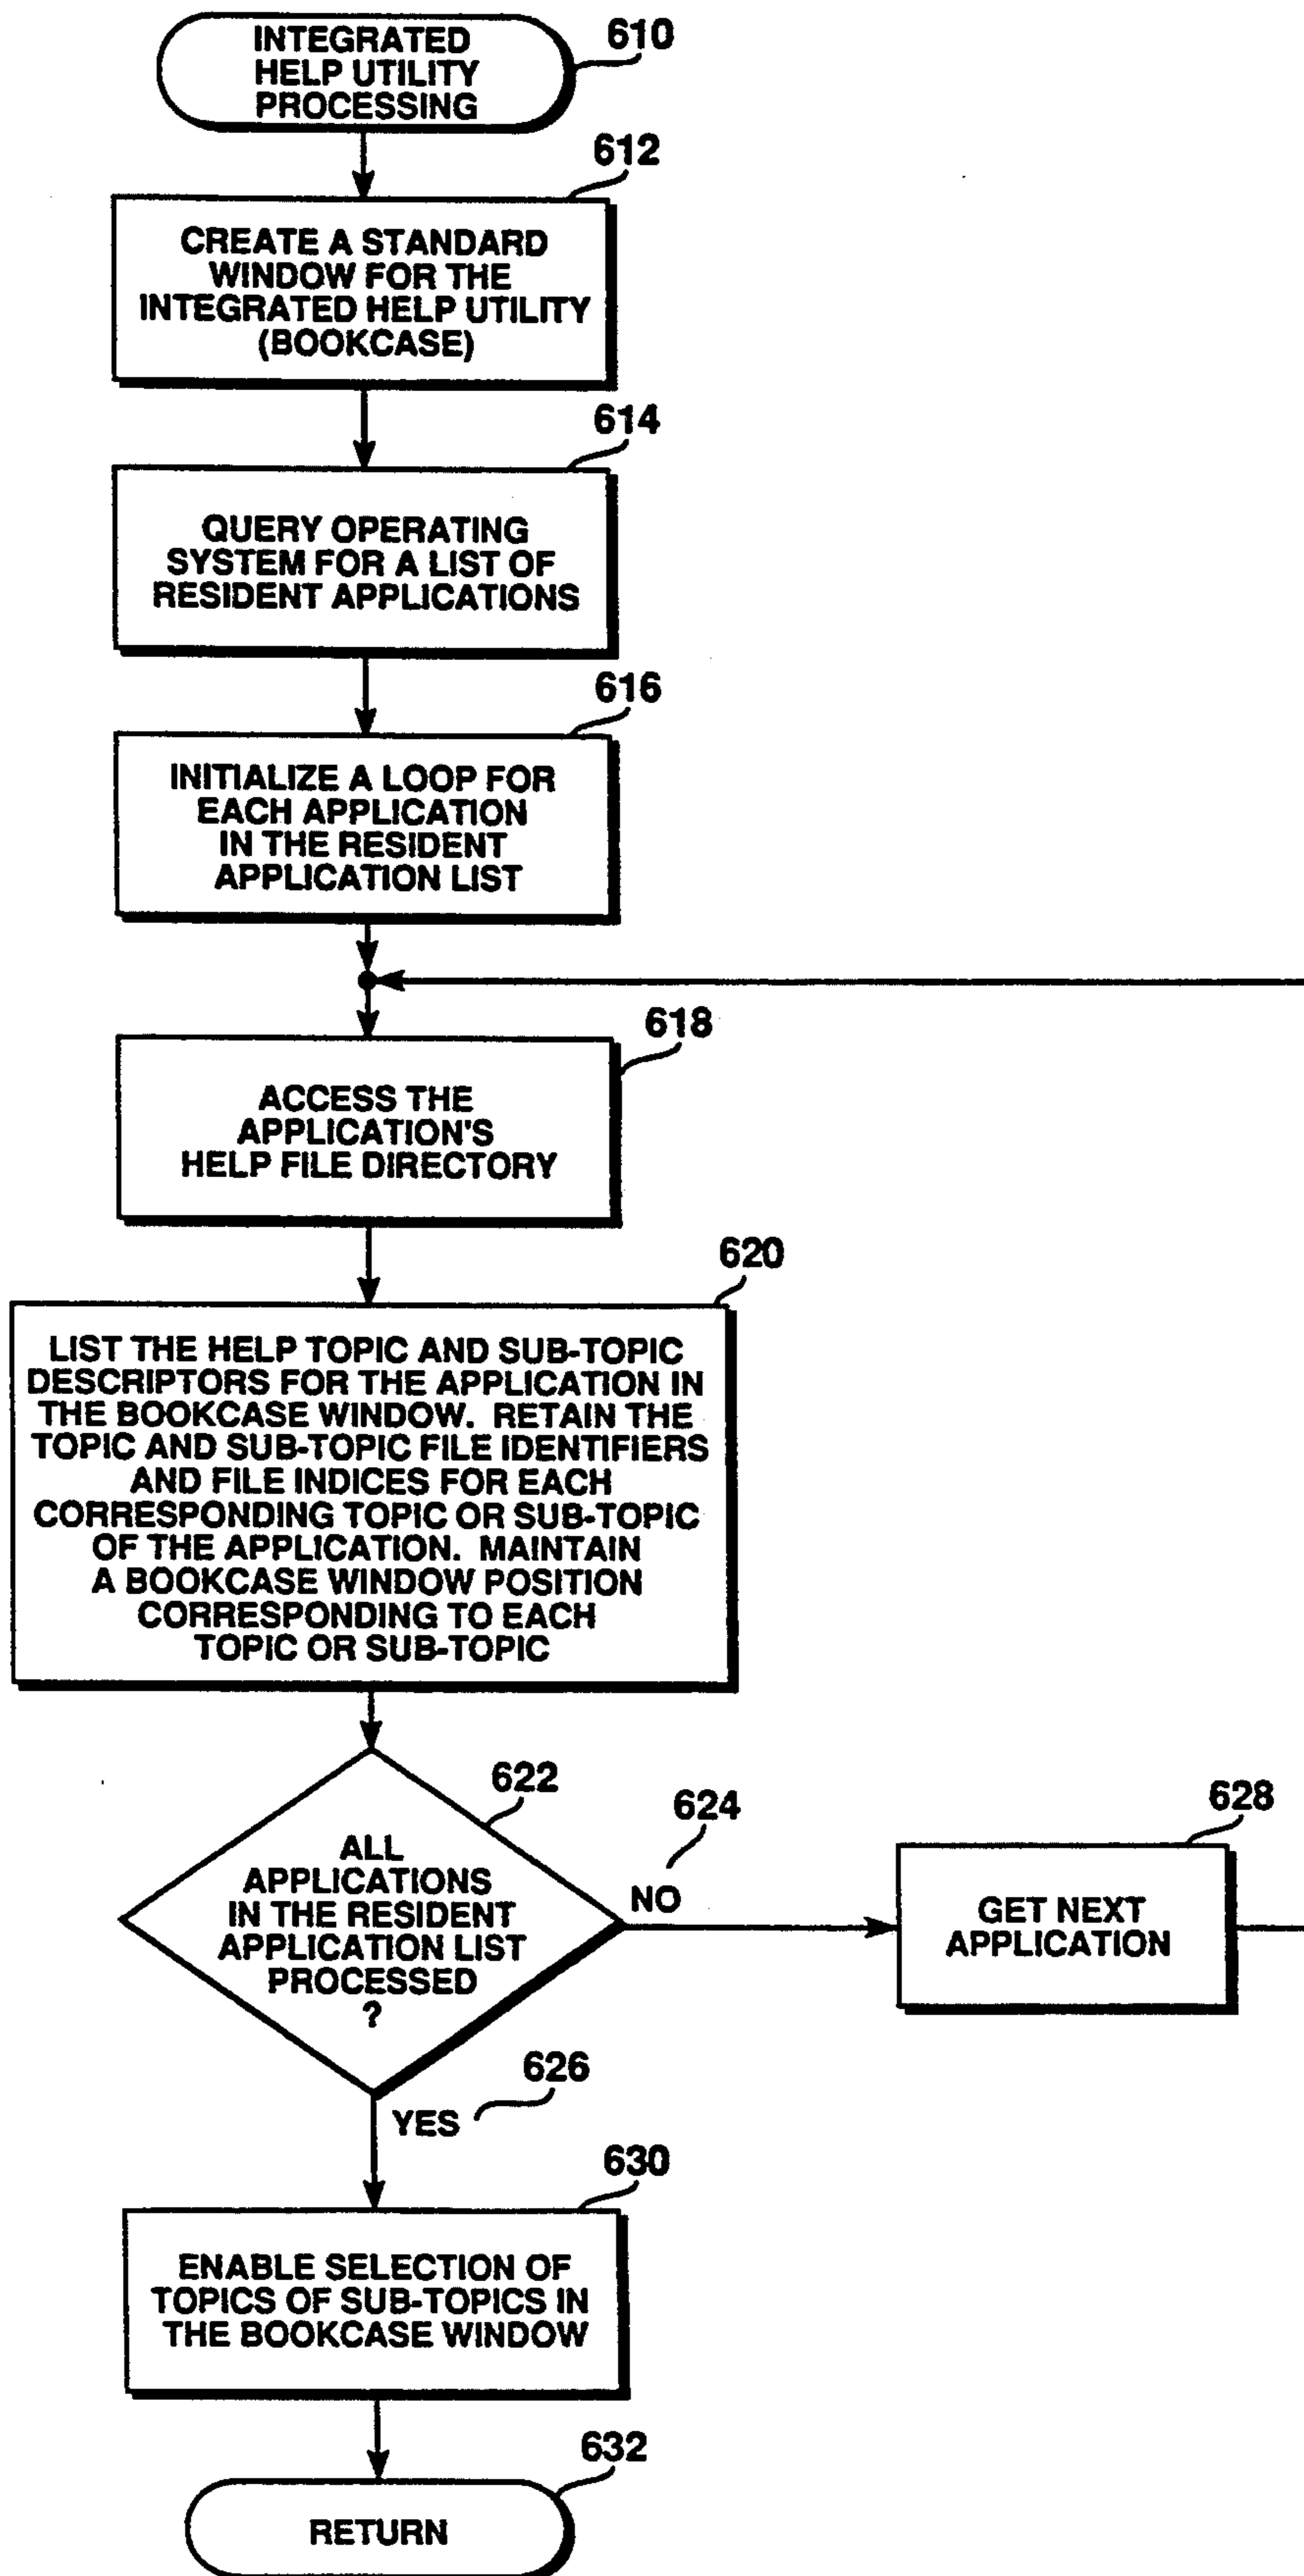 INTEGRATED
HELP UTILITY
PROCESSING
610
612
CREATE A STANDARD
WINDOW FOR THE
INTEGRATED HELP UTILITY
(BOOKCASE)
614
QUERY OPERATING
SYSTEM FOR A LIST OF
RESIDENT APPLICATIONS
616
INITIALIZE A LOOP FOR
EACH APPLICATION
IN THE RESIDENT
APPLICATION LIST
618
ACCESS THE
APPLICATION'S
HELP FILE DIRECTORY
620
LIST THE HELP TOPIC AND SUB-TOPIC
DESCRIPTORS FOR THE APPLICATION IN
THE BOOKCASE WINDOW. RETAIN THE
TOPIC AND SUB-TOPIC FILE IDENTIFIERS
AND FILE INDICES FOR EACH
CORRESPONDING TOPIC OR SUB-TOPIC
OF THE APPLICATION. MAINTAIN
A BOOKCASE WINDOW POSITION
CORRESPONDING TO EACH
TOPIC OR SUB-TOPIC
622
ALL
APPLICATIONS
IN THE RESIDENT
APPLICATION LIST
PROCESSED
?
624
NO
628
GET NEXT
APPLICATION
626
YES
630
ENABLE SELECTION OF
TOPICS OF SUB-TOPICS IN
THE BOOKCASE WINDOW
632
RETURN